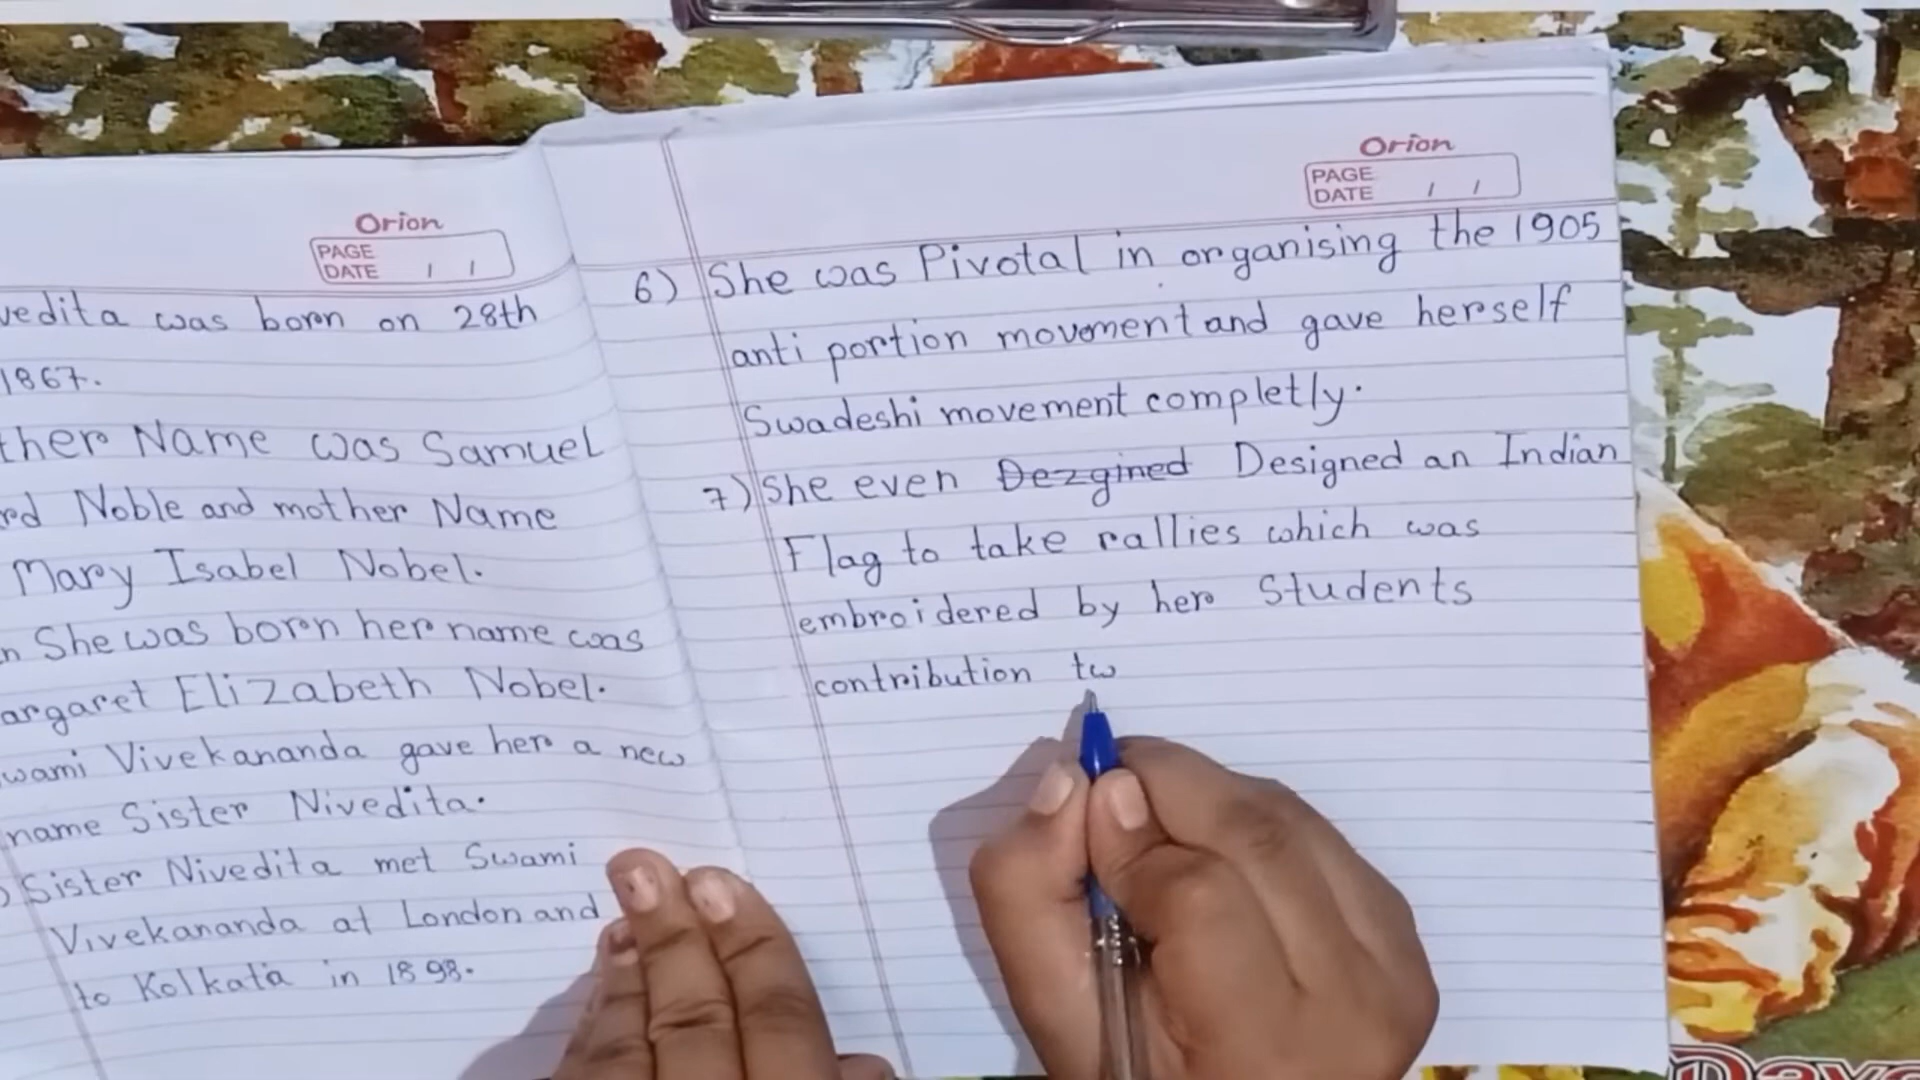 Orion
PAGE
DATE / /
vedita was born on 28th
1867.
ther Name was Samuel
rd Noble and mother Name
Mary Isabel Nobel.
n She was born her name was
argaret Elizabeth Nobel.
wami Vivekananda gave her a new
name Sister Nivedita.
) Sister Nivedita met Swami
Vivekananda at London and
to Kolkata in 1898.
Orion
PAGE
DATE / /
6) She was Pivotal in organising the 1905
anti portion movement and gave herself
Swadeshi movement completly.
7) She even Dezgined Designed an Indian
Flag to take rallies which was
embroidered by her Students
contribution tw